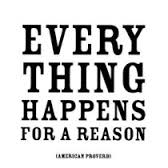 EVERY
THING
HAPPENS
FOR A REASON
(AMERICAN PROVERB)